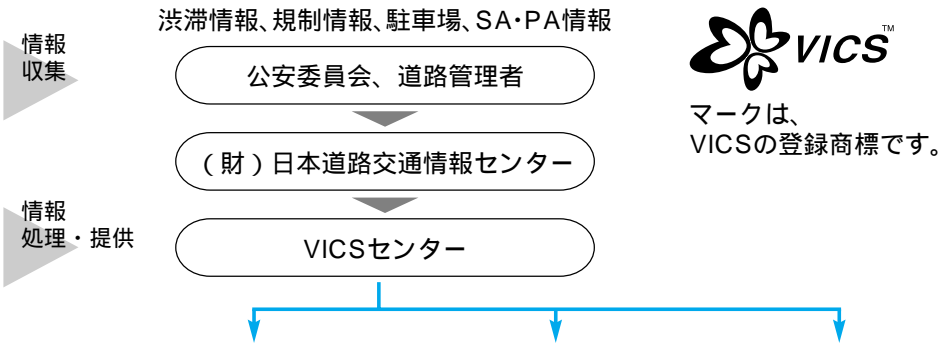 渋滞情報、規制情報、駐車場、SA・PA情報
情報
収集
公安委員会、道路管理者
VICS™
マークは、
VICSの登録商標です。
（財）日本道路交通情報センター
情報
処理・提供
VICSセンター